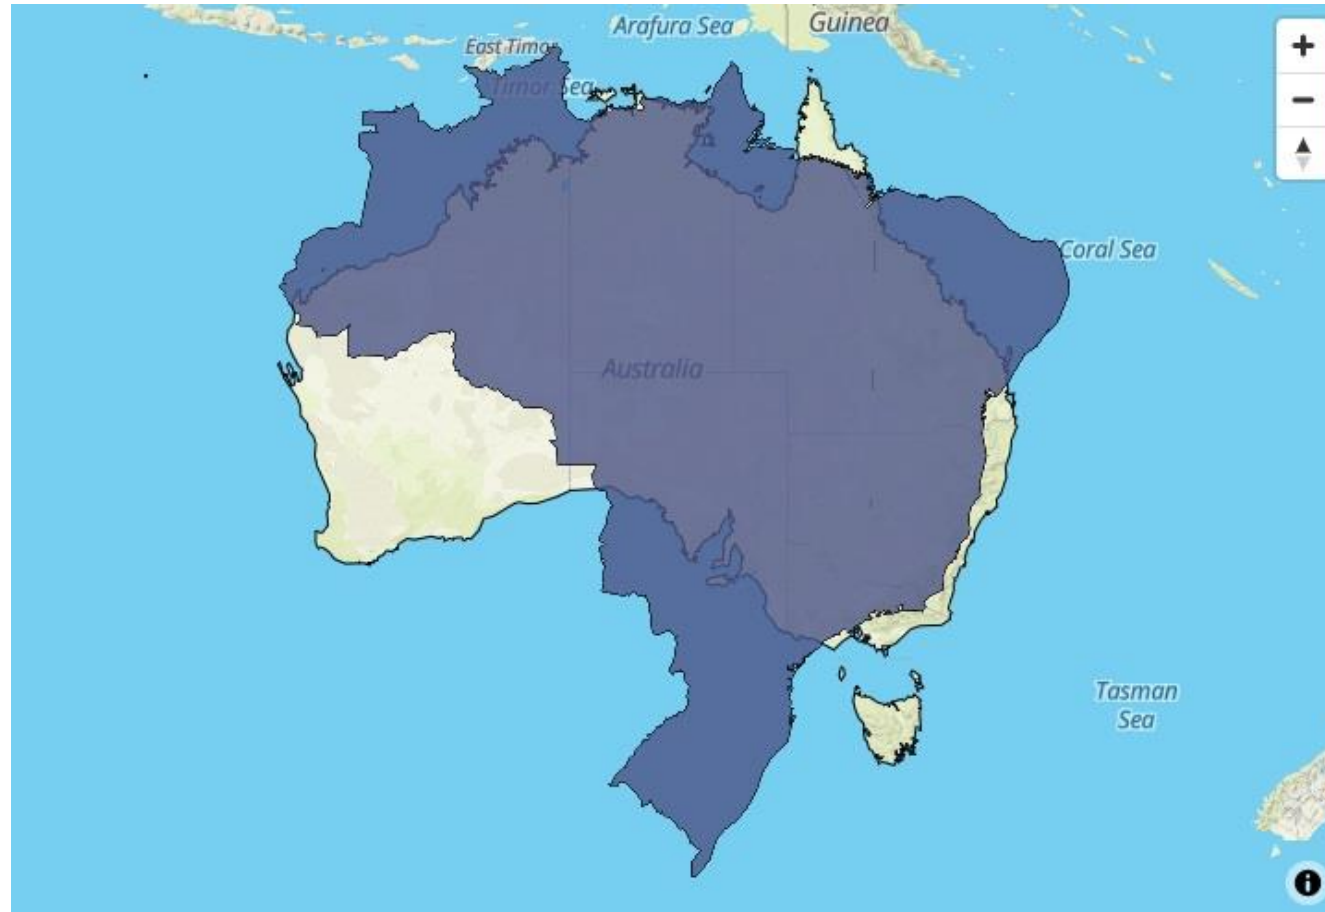 Arafura Sea
Guinea
East Timor
Timor Sea
Coral Sea
Australia
Tasman
Sea